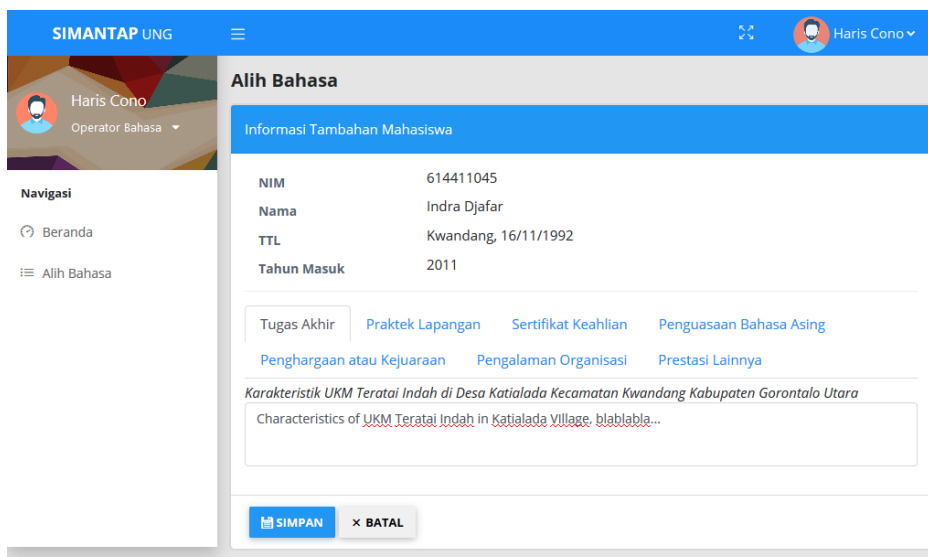 SIMANTAP UNG
Haris Cono
Alih Bahasa
Haris Cono
Operator Bahasa
Informasi Tambahan Mahasiswa
Navigasi
Beranda
Alih Bahasa
NIM 614411045
Nama Indra Djafar
TTL Kwandang, 16/11/1992
Tahun Masuk 2011
Tugas Akhir Praktek Lapangan Sertifikat Keahlian Penguasaan Bahasa Asing
Penghargaan atau Kejuaraan Pengalaman Organisasi Prestasi Lainnya
Karakteristik UKM Teratai Indah di Desa Katialada Kecamatan Kwandang Kabupaten Gorontalo Utara
Characteristics of UKM Teratai Indah in Katialada VIllage, blablabla...
SIMPAN × BATAL